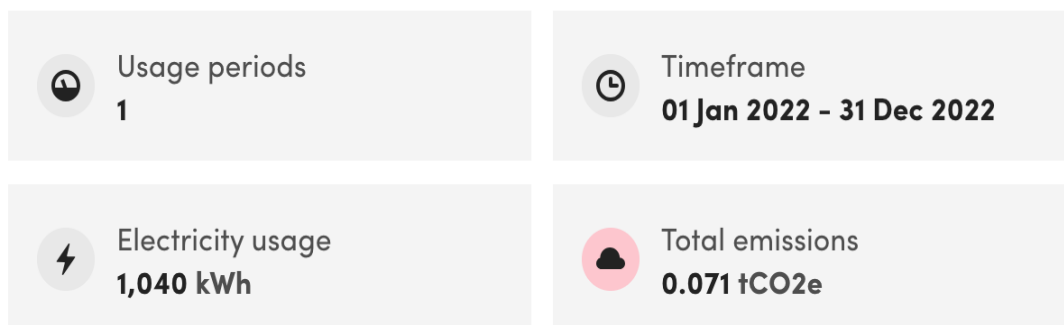 Usage periods
1
Timeframe
01 Jan 2022 - 31 Dec 2022
Electricity usage
1,040 kWh
Total emissions
0.071 tCO2e